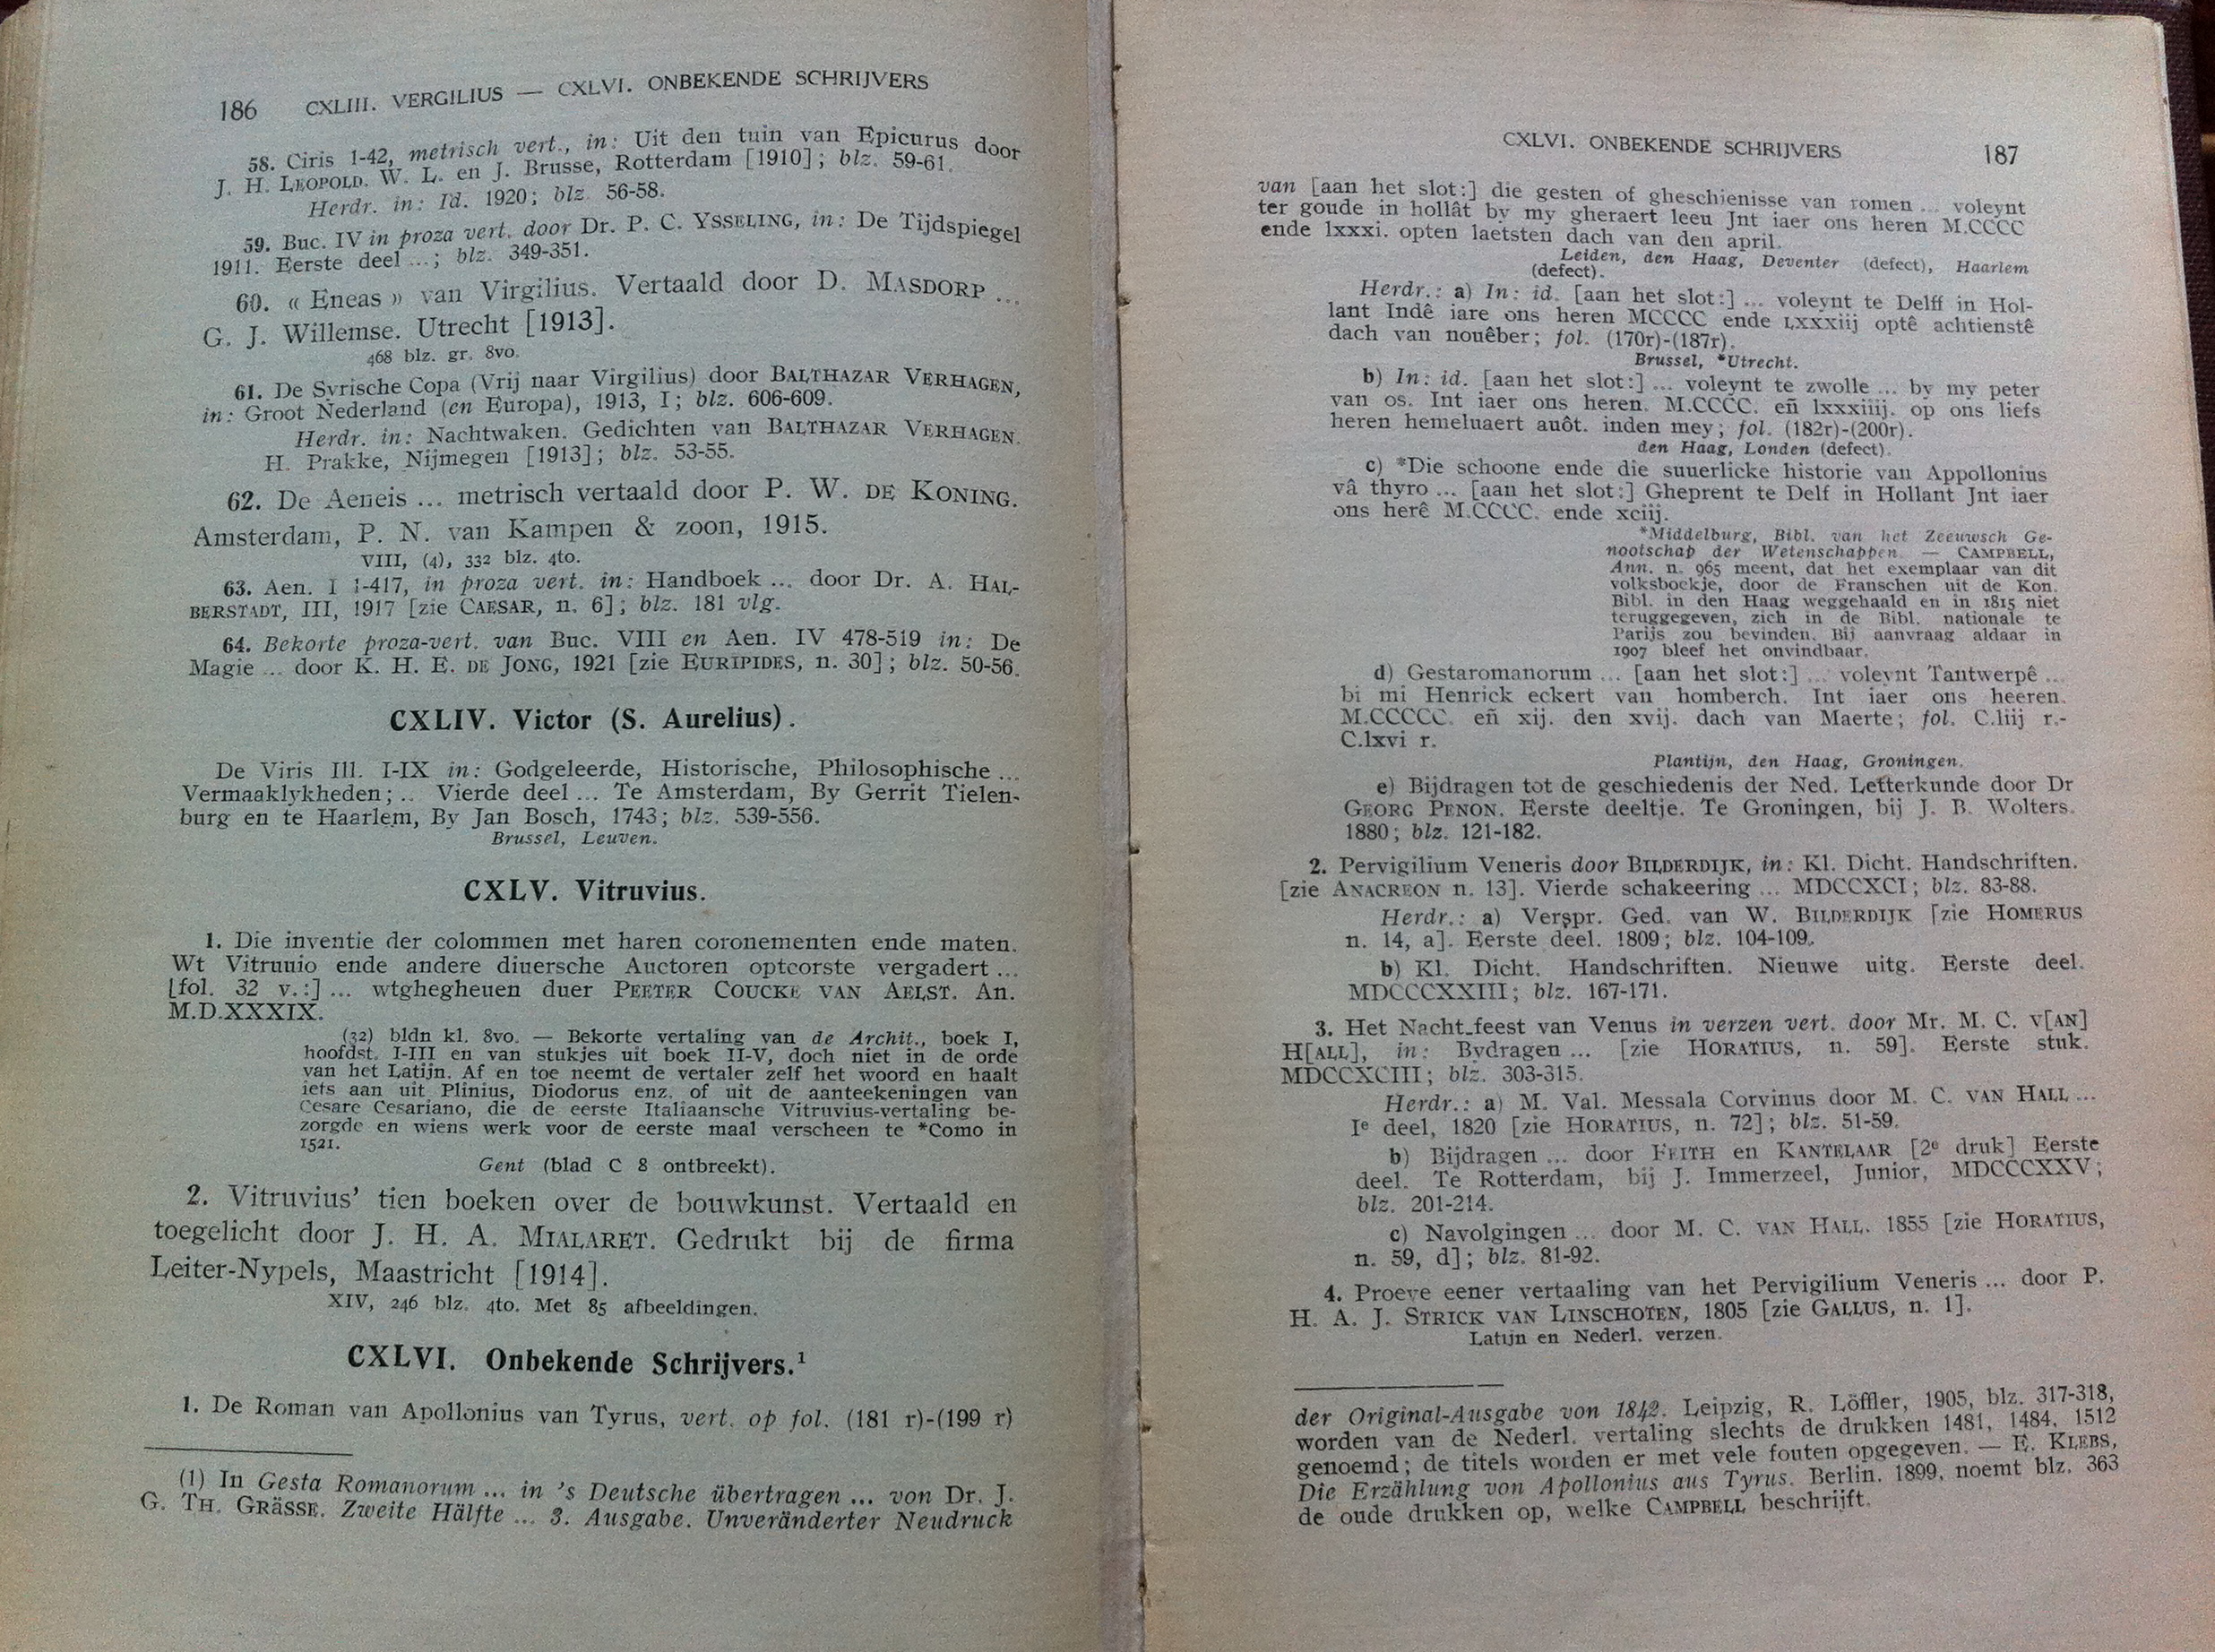 186 CXLIII. VERGILIUS — CXLVI. ONBEKENDE SCHRIJVERS
58. Ciris 1-42, metrisch vert., in: Uit den tuin van Epicurus door
J. H. LEOPOLD. W. L. en J. Brusse, Rotterdam [1910]; blz. 59-61.
Herdr. in: Id. 1920; blz. 56-58.
59. Buc. IV in proza vert. door Dr. P. C. YSSELING, in: De Tijdspiegel
1911. Eerste deel ...; blz. 349-351.
60. « Eneas » van Virgilius. Vertaald door D. MASDORP ...
G. J. Willemse. Utrecht [1913].
468 blz. gr. 8vo.
61. De Syrische Copa (Vrij naar Virgilius) door BALTHAZAR VERHAGEN,
in: Groot Nederland (en Europa), 1913, I; blz. 606-609.
Herdr. in: Nachtwaken. Gedichten van BALTHAZAR VERHAGEN.
H. Prakke, Nijmegen [1913]; blz. 53-55.
62. De Aeneis ... metrisch vertaald door P. W. DE KONING.
Amsterdam, P. N. van Kampen & zoon, 1915.
VIII, (4), 332 blz. 4to.
63. Aen. I 1-417, in proza vert. in: Handboek ... door Dr. A. HAL-
BERSTADT, III, 1917 [zie CAESAR, n. 6]; blz. 181 vlg.
64. Bekorte proza-vert. van Buc. VIII en Aen. IV 478-519 in: De
Magie ... door K. H. E. DE JONG, 1921 [zie EURIPIDES, n. 30]; blz. 50-56.
CXLIV. Victor (S. Aurelius).
De Viris Ill. I-IX in: Godgeleerde, Historische, Philosophische ...
Vermaaklykheden; .. Vierde deel ... Te Amsterdam, By Gerrit Tielen-
burg en te Haarlem, By Jan Bosch, 1743; blz. 539-556.
Brussel, Leuven.
CXLV. Vitruvius.
1. Die inventie der colommen met haren coronementen ende maten.
Wt Vitruuio ende andere diuersche Auctoren optcorste vergadert ...
[fol. 32 v.:] ... wtghegheuen duer PEETER COUCKE VAN AELST. An.
M.D.XXXIX.
(32) bldn kl. 8vo. — Bekorte vertaling van de Archit., boek I,
hoofdst. I-III en van stukjes uit boek II-V, doch niet in de orde
van het Latijn. Af en toe neemt de vertaler zelf het woord en haalt
iets aan uit Plinius, Diodorus enz. of uit de aanteekeningen van
Cesare Cesariano, die de eerste Italiaansche Vitruvius-vertaling be-
zorgde en wiens werk voor de eerste maal verscheen te *Como in
1521.
Gent (blad C 8 ontbreekt).
2. Vitruvius' tien boeken over de bouwkunst. Vertaald en
toegelicht door J. H. A. MIALARET. Gedrukt bij de firma
Leiter-Nypels, Maastricht [1914].
XIV, 246 blz. 4to. Met 85 afbeeldingen.
CXLVI. Onbekende Schrijvers.¹
1. De Roman van Apollonius van Tyrus, vert. op fol. (181 r)-(199 r)
(1) In Gesta Romanorum ... in 's Deutsche übertragen ... von Dr. J.
G. TH. GRÄSSE. Zweite Hälfte ... 3. Ausgabe. Unveränderter Neudruck
CXLVI. ONBEKENDE SCHRIJVERS 187
van [aan het slot:] die gesten of gheschienisse van romen ... voleynt
ter goude in hollât by my gheraert leeu Jnt iaer ons heren M.CCCC
ende lxxxi. opten laetsten dach van den april.
Leiden, den Haag, Deventer (defect), Haarlem
(defect).
Herdr.: a) In: id. [aan het slot:] ... voleynt te Delff in Hol-
lant Indê iare ons heren MCCCC ende LXXXiij optê achtienstê
dach van nouêber; fol. (170r)-(187r).
Brussel, *Utrecht.
b) In: id. [aan het slot:] ... voleynt te zwolle ... by my peter
van os. Int iaer ons heren. M.CCCC. eñ lxxxiiij. op ons liefs
heren hemeluaert auôt. inden mey; fol. (182r)-(200r).
den Haag, Londen (defect).
c) *Die schoone ende die suuerlicke historie van Appollonius
vâ thyro ... [aan het slot:] Gheprent te Delf in Hollant Jnt iaer
ons herê M.CCCC. ende xciij.
*Middelburg, Bibl. van het Zeeuwsch Ge-
nootschap der Wetenschappen. — CAMPBELL,
Ann. n. 965 meent, dat het exemplaar van dit
volksboekje, door de Franschen uit de Kon.
Bibl. in den Haag weggehaald en in 1815 niet
teruggegeven, zich in de Bibl. nationale te
Parijs zou bevinden. Bij aanvraag aldaar in
1907 bleef het onvindbaar.
d) Gestaromanorum ... [aan het slot:] ... voleynt Tantwerpê ...
bi mi Henrick eckert van homberch. Int iaer ons heeren.
M.CCCCC. eñ xij. den xvij. dach van Maerte; fol. C.liij r.-
C.lxvi r.
Plantijn, den Haag, Groningen.
e) Bijdragen tot de geschiedenis der Ned. Letterkunde door Dr
GEORG PENON. Eerste deeltje. Te Groningen, bij J. B. Wolters.
1880; blz. 121-182.
2. Pervigilium Veneris door BILDERDIJK, in: Kl. Dicht. Handschriften.
[zie ANACREON n. 13]. Vierde schakeering ... MDCCXCI; blz. 83-88.
Herdr.: a) Verspr. Ged. van W. BILDERDIJK [zie HOMERUS
n. 14, a]. Eerste deel. 1809; blz. 104-109.
b) Kl. Dicht. Handschriften. Nieuwe uitg. Eerste deel.
MDCCCXXIII; blz. 167-171.
3. Het Nacht-feest van Venus in verzen vert. door Mr. M. C. V[AN]
H[ALL], in: Bydragen ... [zie HORATIUS, n. 59]. Eerste stuk.
MDCCXCIII; blz. 303-315.
Herdr.: a) M. Val. Messala Corvinus door M. C. VAN HALL ...
Ie deel, 1820 [zie HORATIUS, n. 72]; blz. 51-59.
b) Bijdragen ... door FEITH en KANTELAAR [2e druk] Eerste
deel. Te Rotterdam, bij J. Immerzeel, Junior, MDCCCXXV;
blz. 201-214.
c) Navolgingen ... door M. C. VAN HALL. 1855 [zie HORATIUS,
n. 59, d]; blz. 81-92.
4. Proeve eener vertaaling van het Pervigilium Veneris ... door P.
H. A. J. STRICK VAN LINSCHOTEN, 1805 [zie GALLUS, n. 1].
Latijn en Nederl. verzen.
der Original-Ausgabe von 1842. Leipzig, R. Löffler, 1905, blz. 317-318,
worden van de Nederl. vertaling slechts de drukken 1481, 1484, 1512
genoemd; de titels worden er met vele fouten opgegeven. — E. KLEBS,
Die Erzählung von Apollonius aus Tyrus. Berlin. 1899, noemt blz. 363
de oude drukken op, welke CAMPBELL beschrijft.